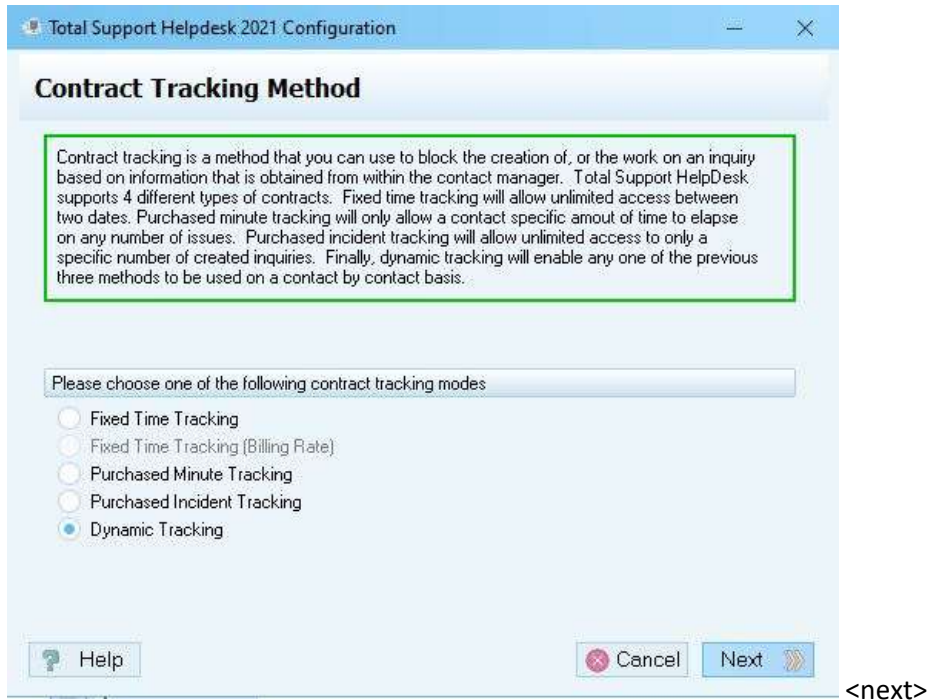 Total Support Helpdesk 2021 Configuration
Contract Tracking Method
Contract tracking is a method that you can use to block the creation of, or the work on an inquiry
based on information that is obtained from within the contact manager. Total Support HelpDesk
supports 4 different types of contracts. Fixed time tracking will allow unlimited access between
two dates. Purchased minute tracking will only allow a contact specific amout of time to elapse
on any number of issues. Purchased incident tracking will allow unlimited access to only a
specific number of created inquiries. Finally, dynamic tracking will enable any one of the previous
three methods to be used on a contact by contact basis.
Please choose one of the following contract tracking modes
Fixed Time Tracking
Fixed Time Tracking (Billing Rate)
Purchased Minute Tracking
Purchased Incident Tracking
Dynamic Tracking
Help
Cancel
Next
<next>